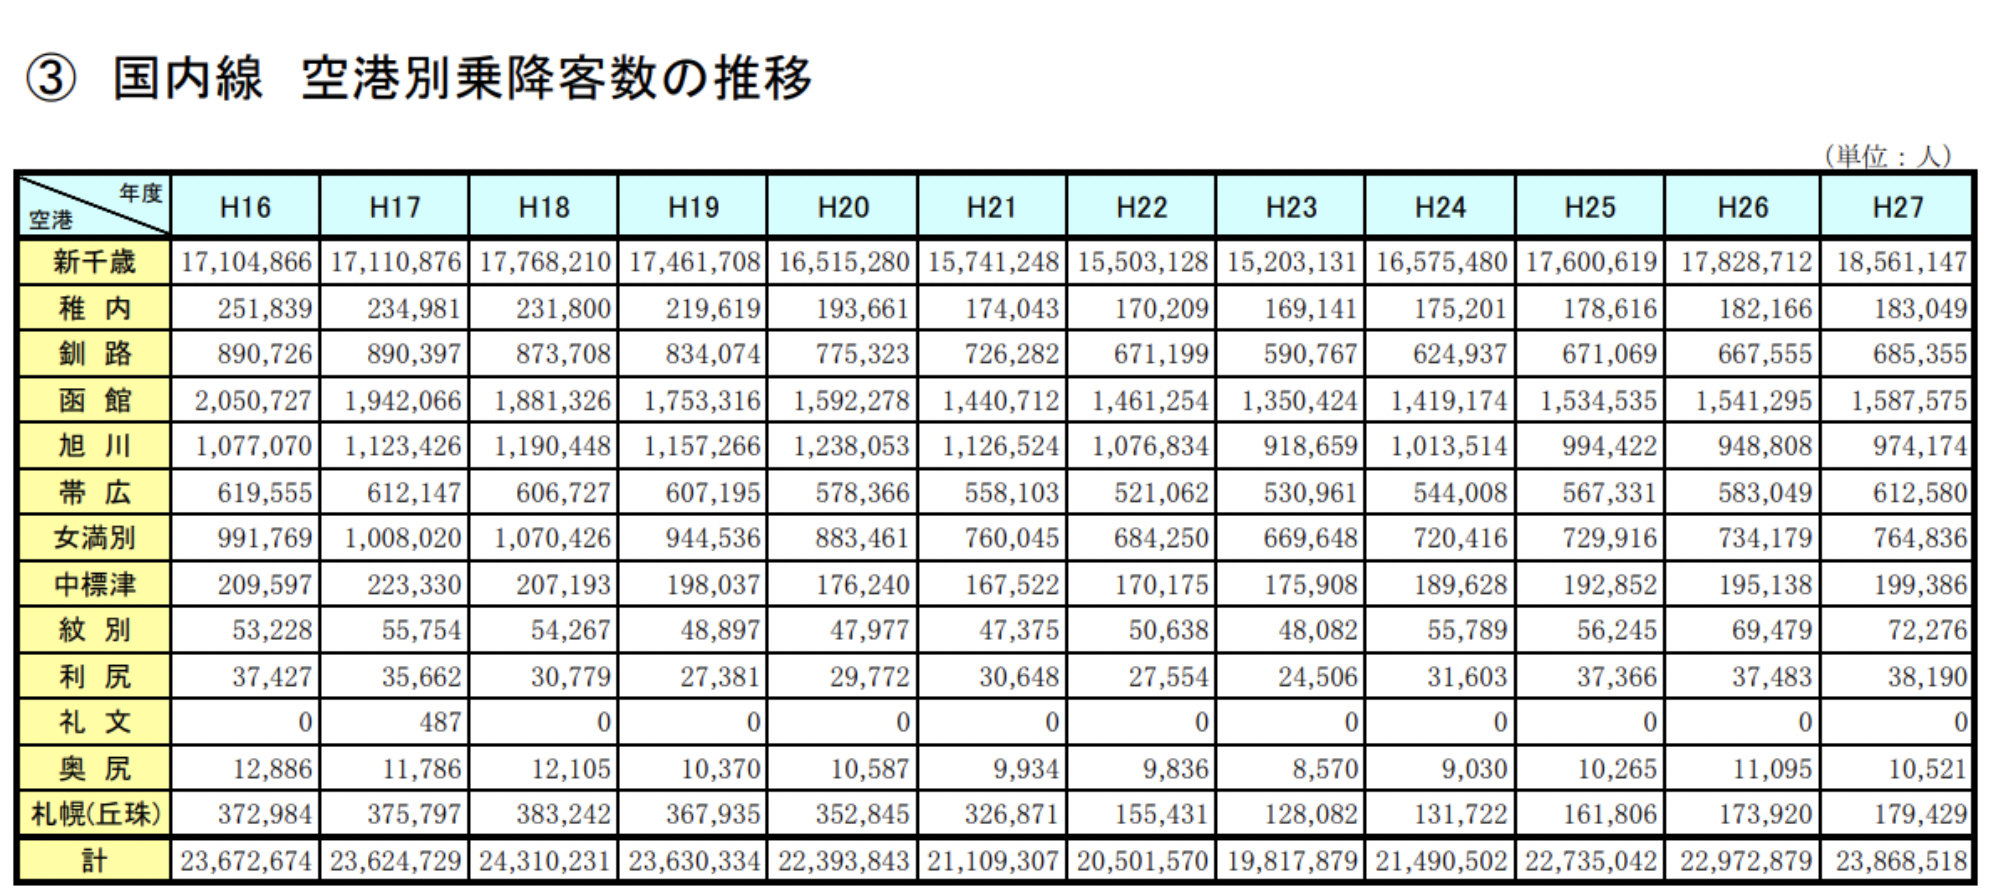 ③ 国内線 空港別乗降客数の推移
（単位：人）
年度 空港 H16 H17 H18 H19 H20 H21 H22 H23 H24 H25 H26 H27
新千歳 17,104,866 17,110,876 17,768,210 17,461,708 16,515,280 15,741,248 15,503,128 15,203,131 16,575,480 17,600,619 17,828,712 18,561,147
稚内 251,839 234,981 231,800 219,619 193,661 174,043 170,209 169,141 175,201 178,616 182,166 183,049
釧路 890,726 890,397 873,708 834,074 775,323 726,282 671,199 590,767 624,937 671,069 667,555 685,355
函館 2,050,727 1,942,066 1,881,326 1,753,316 1,592,278 1,440,712 1,461,254 1,350,424 1,419,174 1,534,535 1,541,295 1,587,575
旭川 1,077,070 1,123,426 1,190,448 1,157,266 1,238,053 1,126,524 1,076,834 918,659 1,013,514 994,422 948,808 974,174
帯広 619,555 612,147 606,727 607,195 578,366 558,103 521,062 530,961 544,008 567,331 583,049 612,580
女満別 991,769 1,008,020 1,070,426 944,536 883,461 760,045 684,250 669,648 720,416 729,916 734,179 764,836
中標津 209,597 223,330 207,193 198,037 176,240 167,522 170,175 175,908 189,628 192,852 195,138 199,386
紋別 53,228 55,754 54,267 48,897 47,977 47,375 50,638 48,082 55,789 56,245 69,479 72,276
利尻 37,427 35,662 30,779 27,381 29,772 30,648 27,554 24,506 31,603 37,366 37,483 38,190
礼文 0 487 0 0 0 0 0 0 0 0 0 0
奥尻 12,886 11,786 12,105 10,370 10,587 9,934 9,836 8,570 9,030 10,265 11,095 10,521
札幌(丘珠) 372,984 375,797 383,242 367,935 352,845 326,871 155,431 128,082 131,722 161,806 173,920 179,429
計 23,672,674 23,624,729 24,310,231 23,630,334 22,393,843 21,109,307 20,501,570 19,817,879 21,490,502 22,735,042 22,972,879 23,868,518